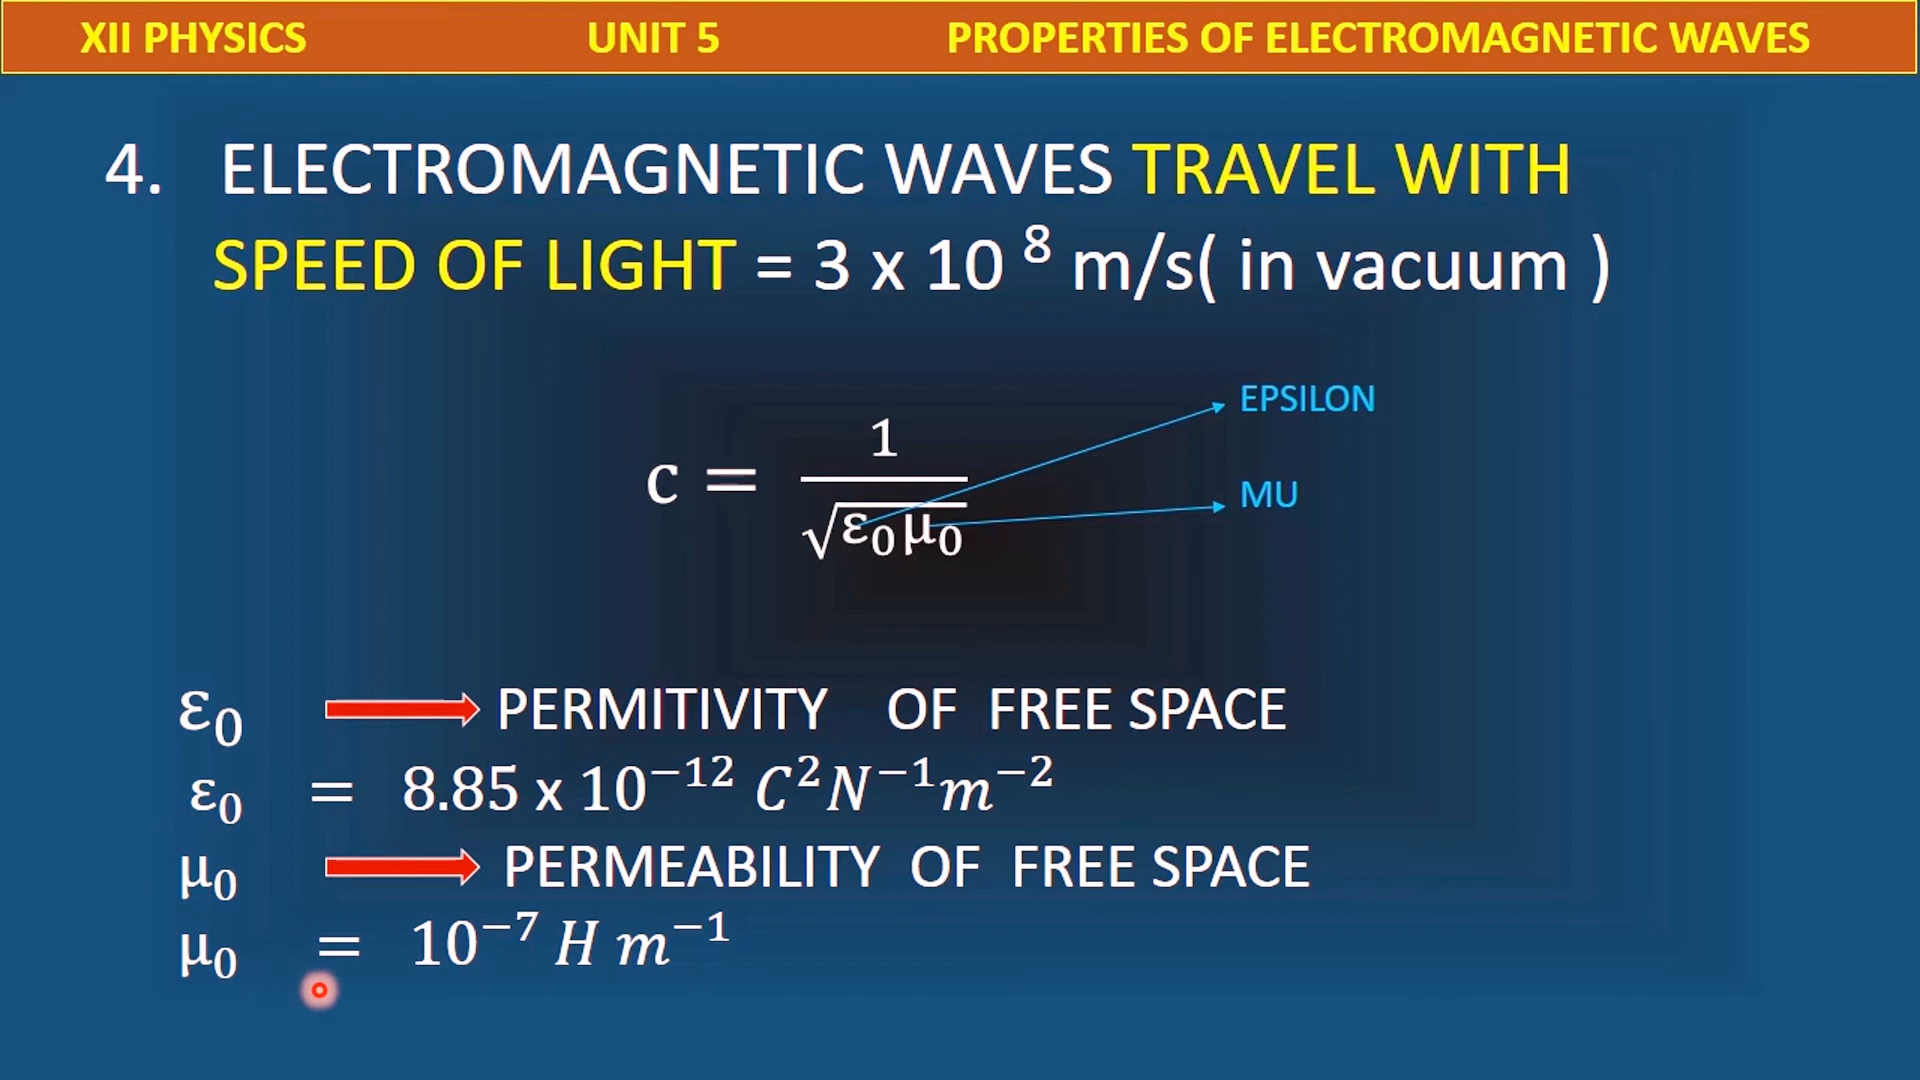 XII PHYSICS UNIT 5 PROPERTIES OF ELECTROMAGNETIC WAVES
4. ELECTROMAGNETIC WAVES TRAVEL WITH
SPEED OF LIGHT = 3 x 10 ⁸ m/s( in vacuum )
EPSILON
c = 1/√(ε₀μ₀)
MU
ε₀ PERMITIVITY OF FREE SPACE
ε₀ = 8.85 x 10⁻¹² C²N⁻¹m⁻²
μ₀ PERMEABILITY OF FREE SPACE
μ₀ = 10⁻⁷ H m⁻¹